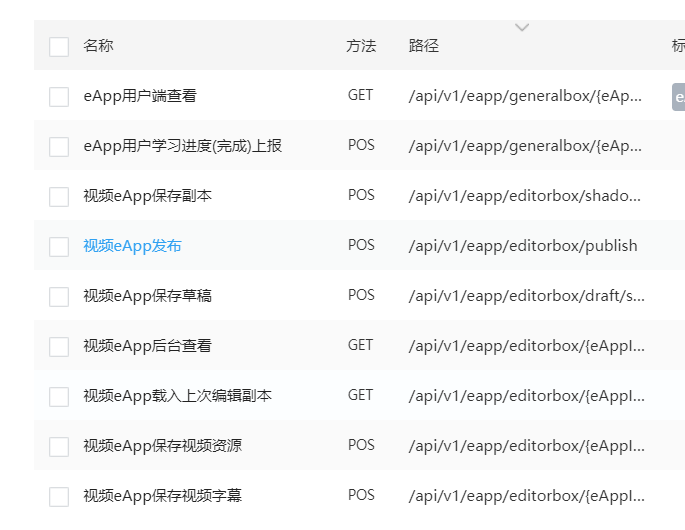 名称 方法 路径 标
eApp用户端查看 GET /api/v1/eapp/generalbox/{eAp...
eApp用户学习进度(完成)上报 POS /api/v1/eapp/generalbox/{eAp...
视频eApp保存副本 POS /api/v1/eapp/editorbox/shado...
视频eApp发布 POS /api/v1/eapp/editorbox/publish
视频eApp保存草稿 POS /api/v1/eapp/editorbox/draft/s...
视频eApp后台查看 GET /api/v1/eapp/editorbox/{eAppI...
视频eApp载入上次编辑副本 GET /api/v1/eapp/editorbox/{eAppI...
视频eApp保存视频资源 POS /api/v1/eapp/editorbox/{eAppI...
视频eApp保存视频字幕 POS /api/v1/eapp/editorbox/{eAppI...